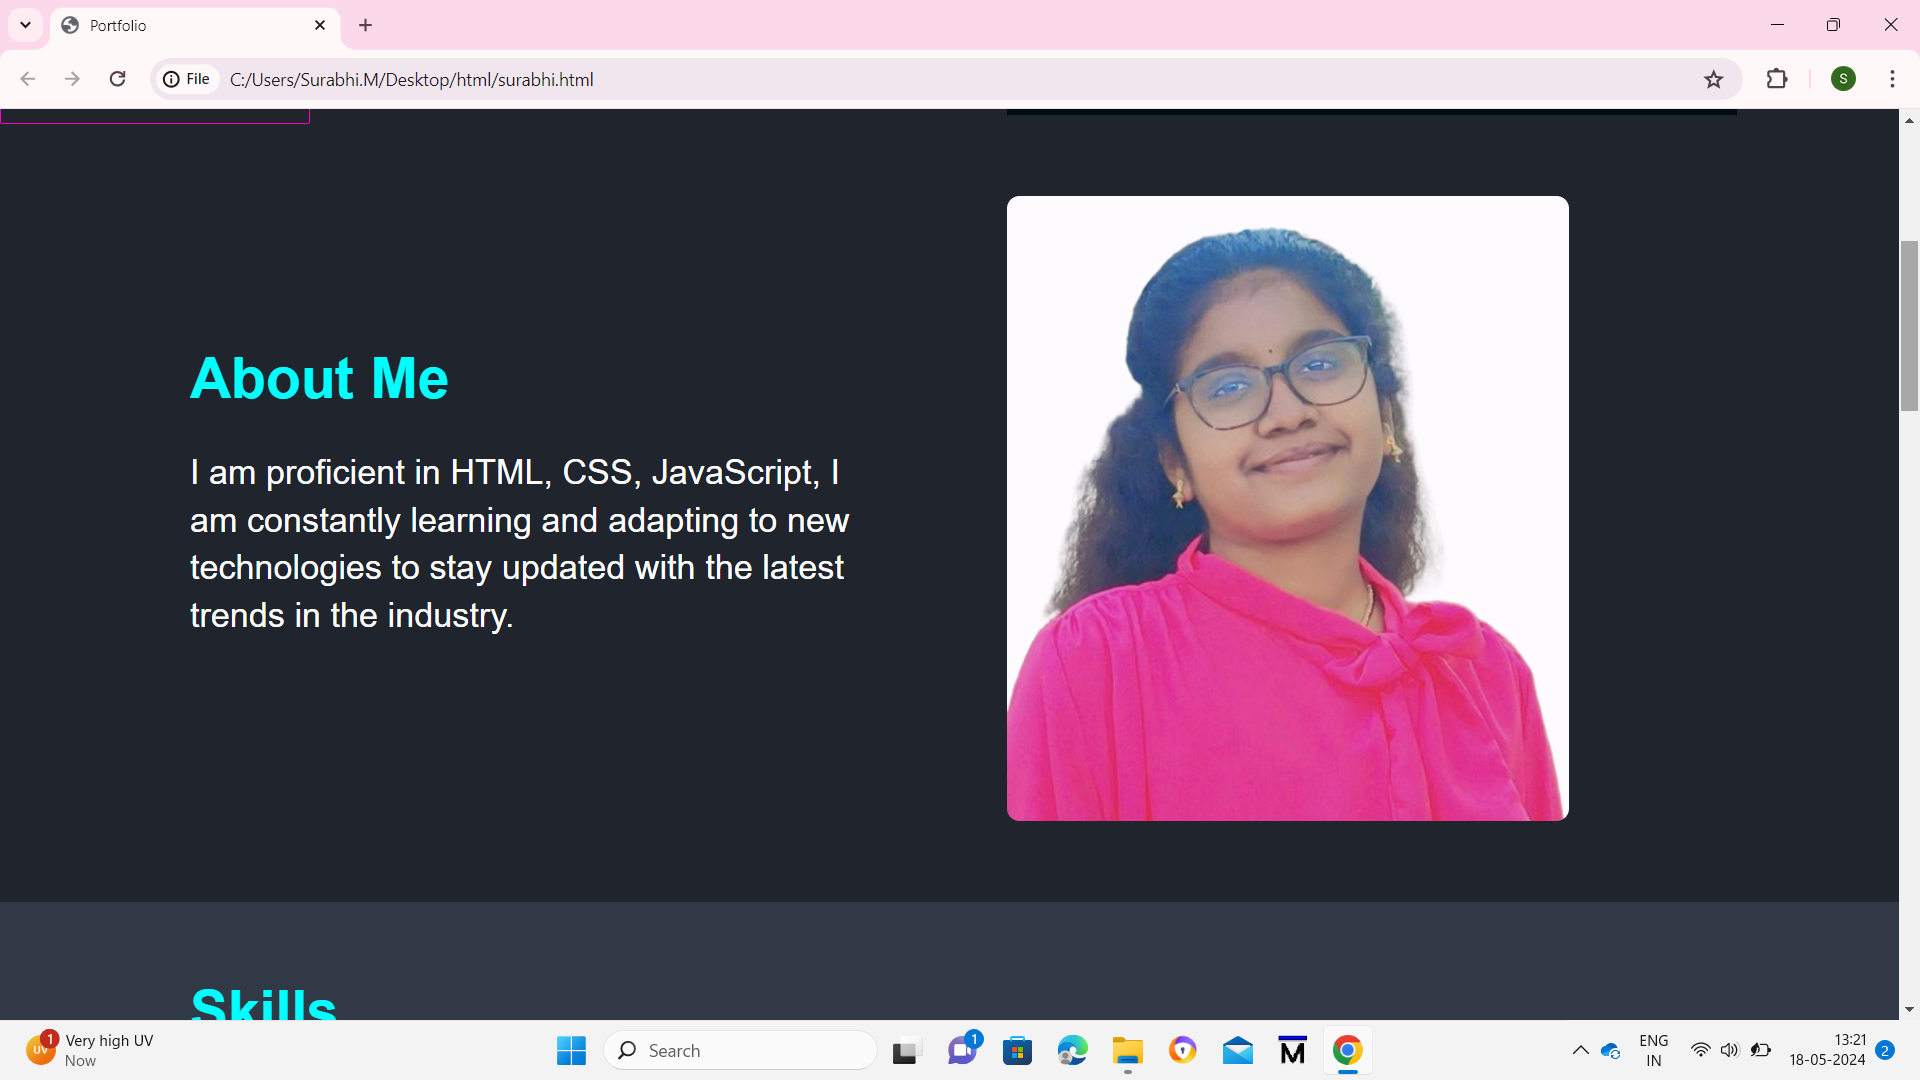 Portfolio
File
C:/Users/Surabhi.M/Desktop/html/surabhi.html
S
About Me
I am proficient in HTML, CSS, JavaScript, I
am constantly learning and adapting to new
technologies to stay updated with the latest
trends in the industry.
Skills
UV
1
Very high UV
Now
Search
1
M
ENG
IN
13:21
18-05-2024
2